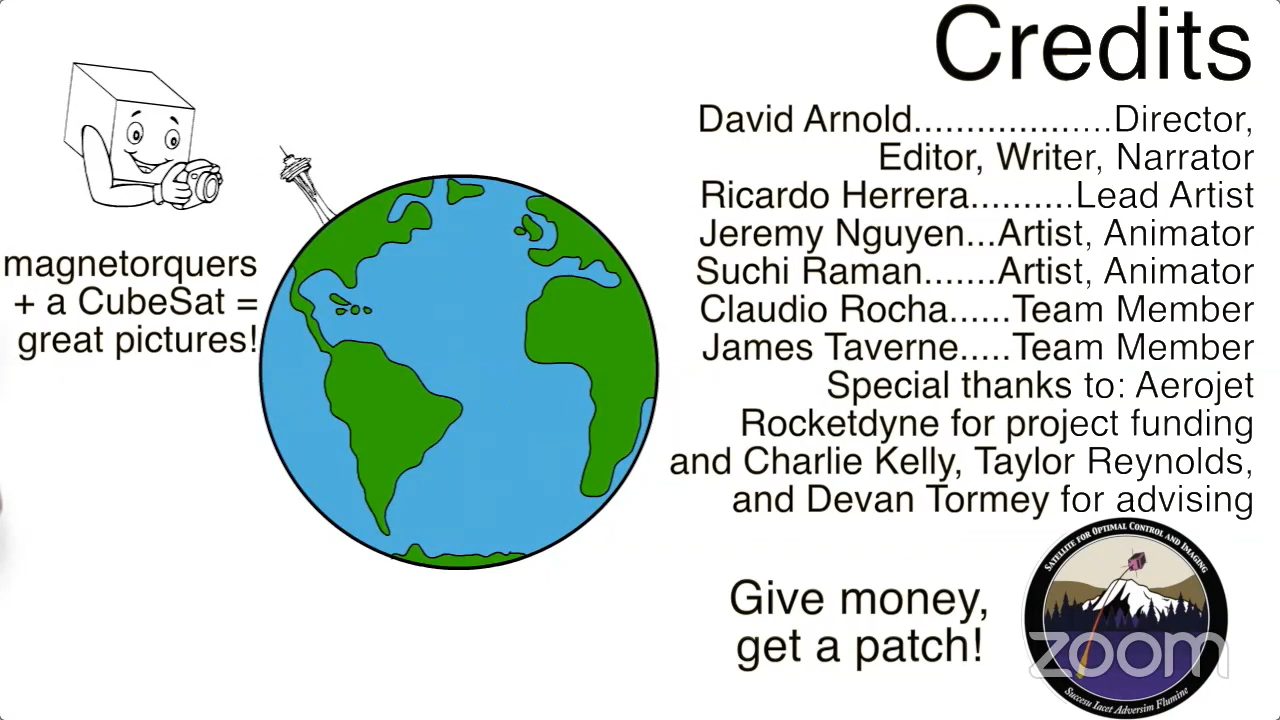 Credits
David Arnold...................Director,
Editor, Writer, Narrator
Ricardo Herrera..........Lead Artist
Jeremy Nguyen...Artist, Animator
Suchi Raman.......Artist, Animator
Claudio Rocha......Team Member
James Taverne.....Team Member
Special thanks to: Aerojet
Rocketdyne for project funding
and Charlie Kelly, Taylor Reynolds,
and Devan Tormey for advising
magnetorquers
+ a CubeSat =
great pictures!
Give money,
get a patch!
Satellite for Optimal Control and Imaging
zoom
Successu Iacet Adversim Flumine